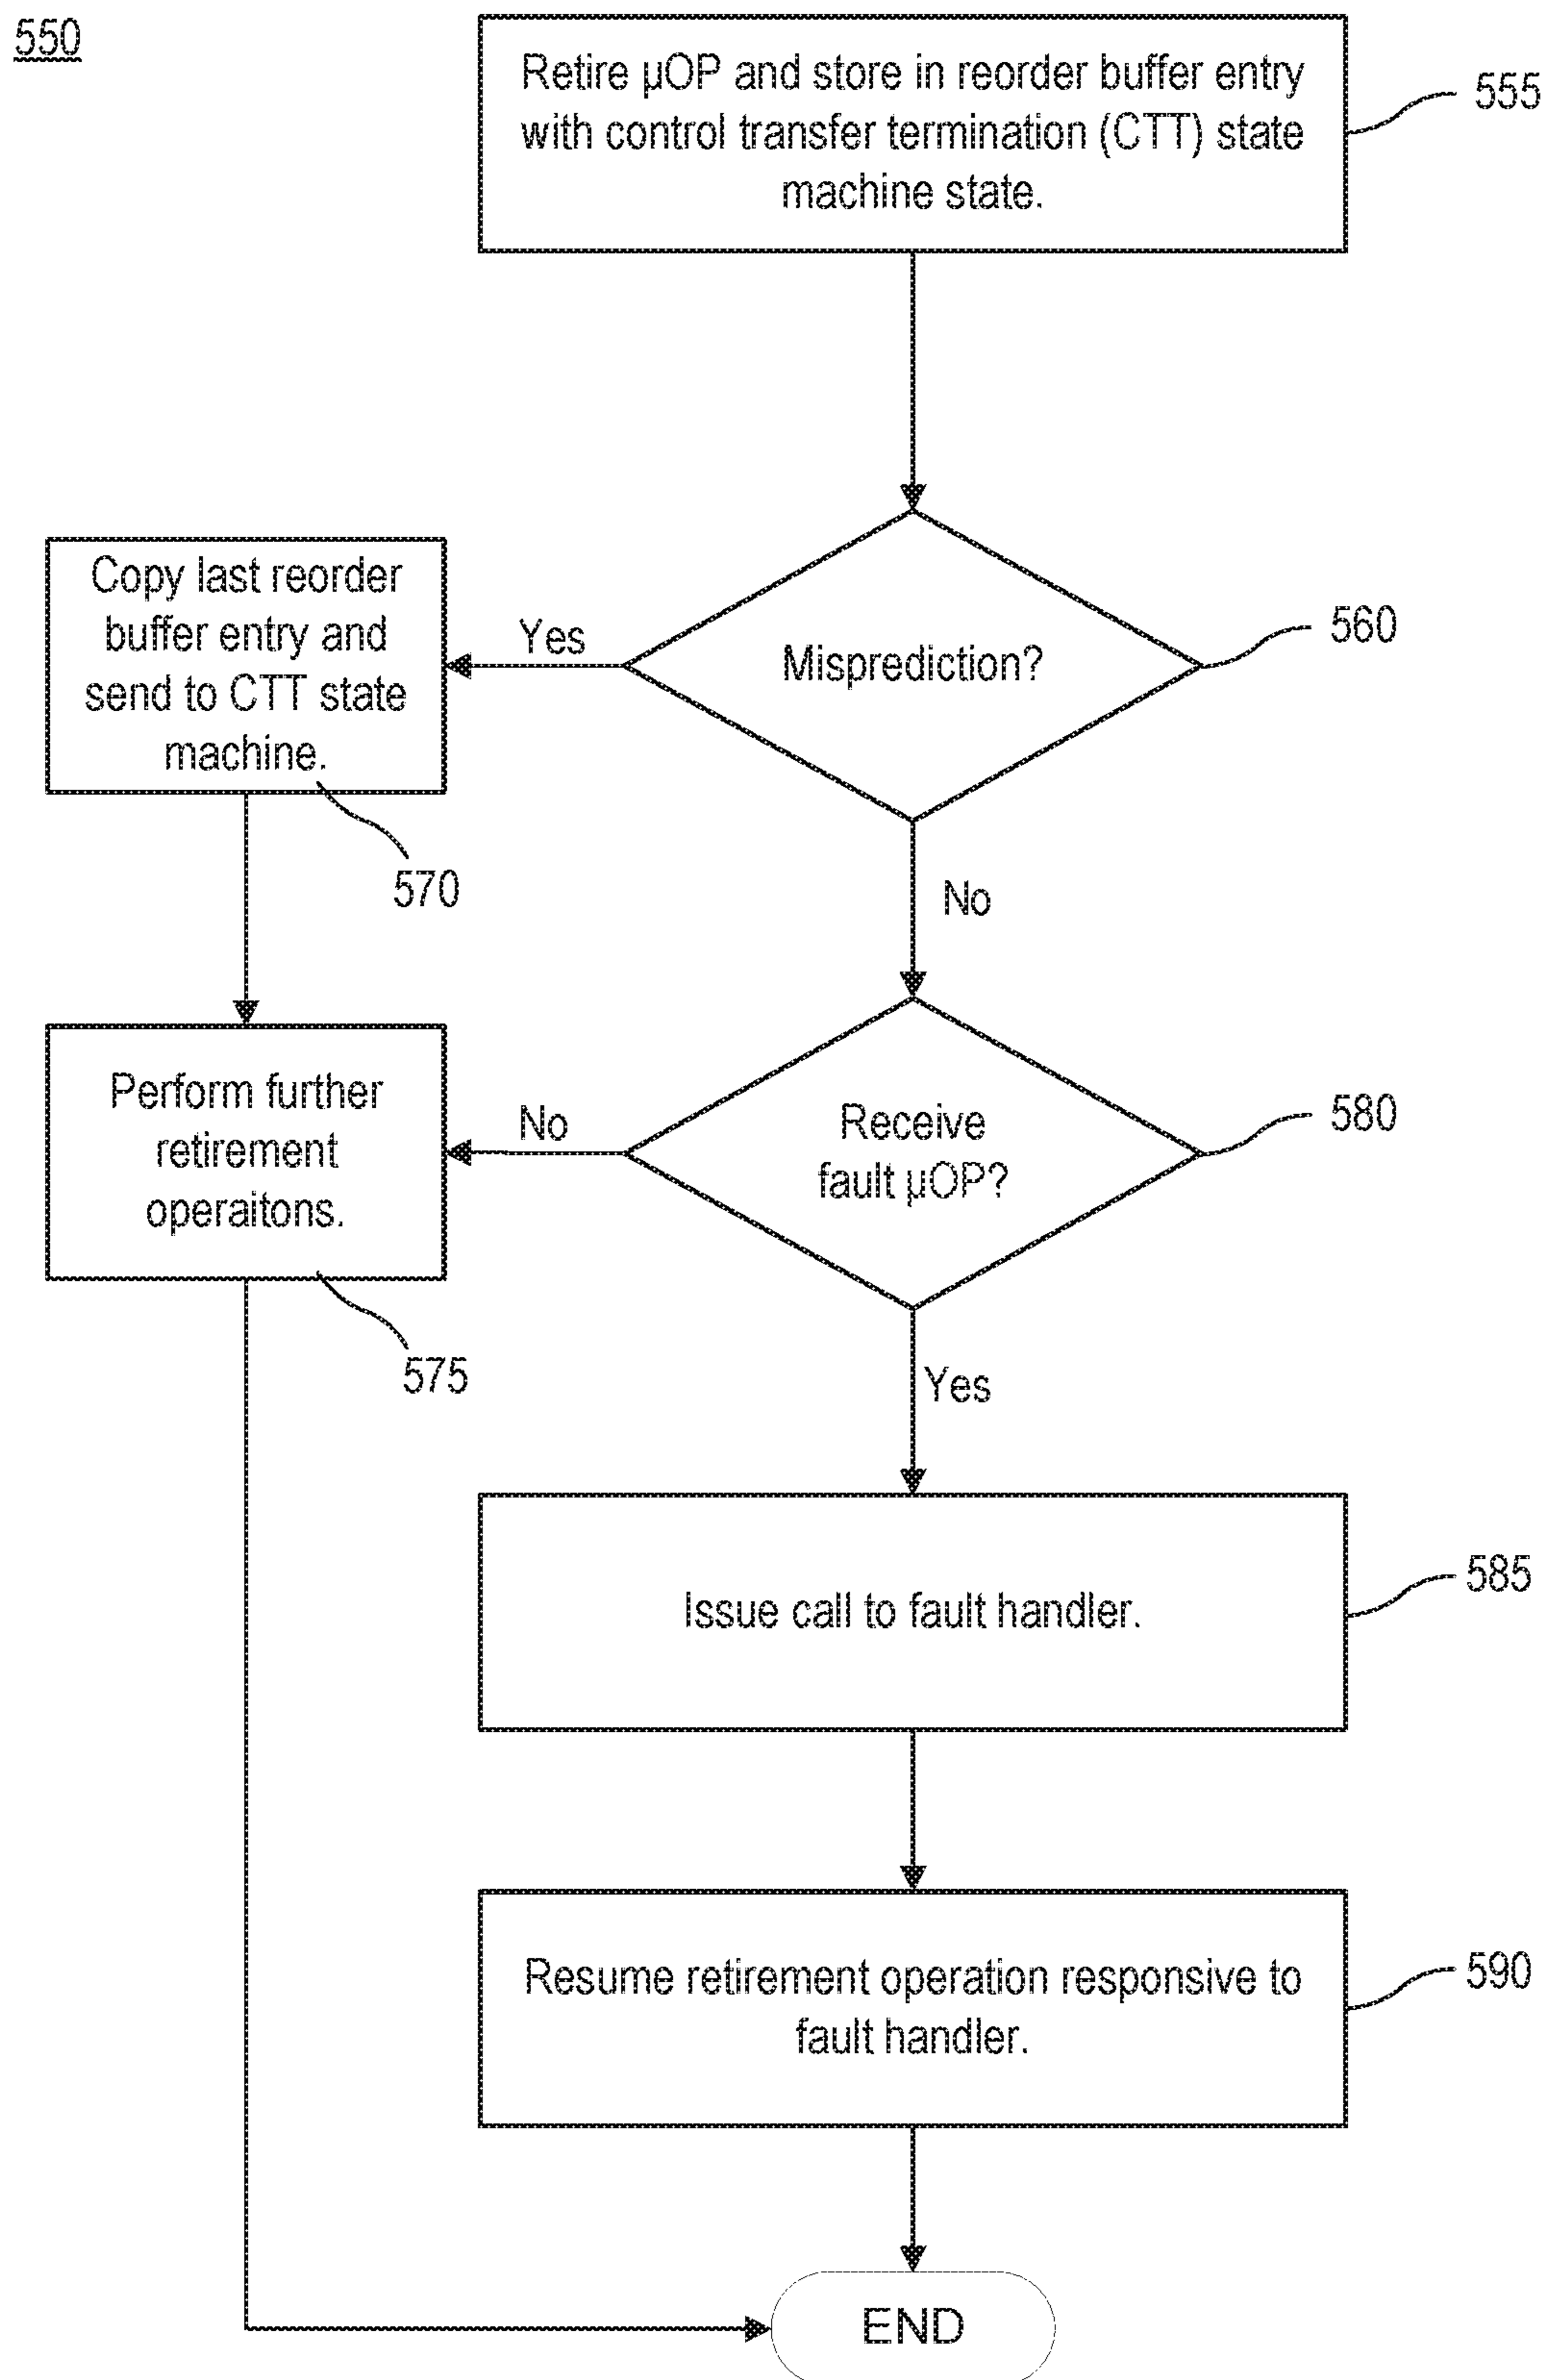 550
Retire µOP and store in reorder buffer entry
with control transfer termination (CTT) state
machine state.
555
Copy last reorder
buffer entry and
send to CTT state
machine.
570
Yes
Misprediction?
560
No
Perform further
retirement
operaitons.
575
No
Receive
fault µOP?
580
Yes
Issue call to fault handler.
585
Resume retirement operation responsive to
fault handler.
590
END